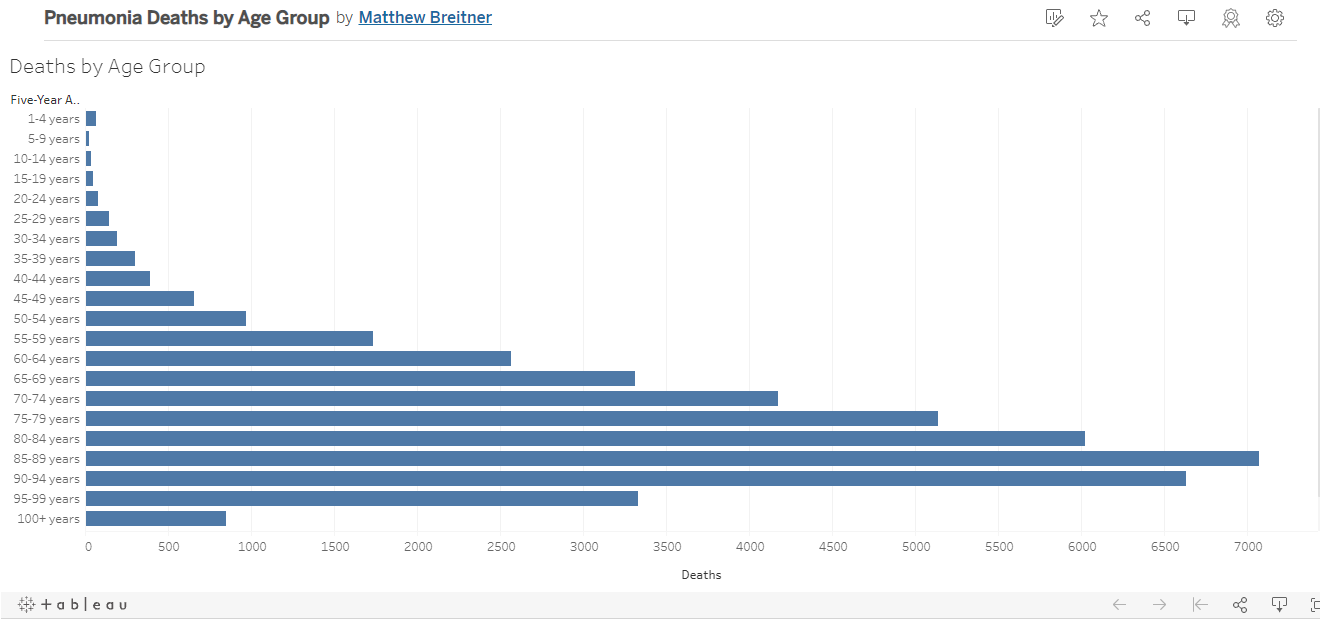 Pneumonia Deaths by Age Group by Matthew Breitner
Deaths by Age Group
Five-Year A..
1-4 years
5-9 years
10-14 years
15-19 years
20-24 years
25-29 years
30-34 years
35-39 years
40-44 years
45-49 years
50-54 years
55-59 years
60-64 years
65-69 years
70-74 years
75-79 years
80-84 years
85-89 years
90-94 years
95-99 years
100+ years
0 500 1000 1500 2000 2500 3000 3500 4000 4500 5000 5500 6000 6500 7000
Deaths
+ a b l e a u